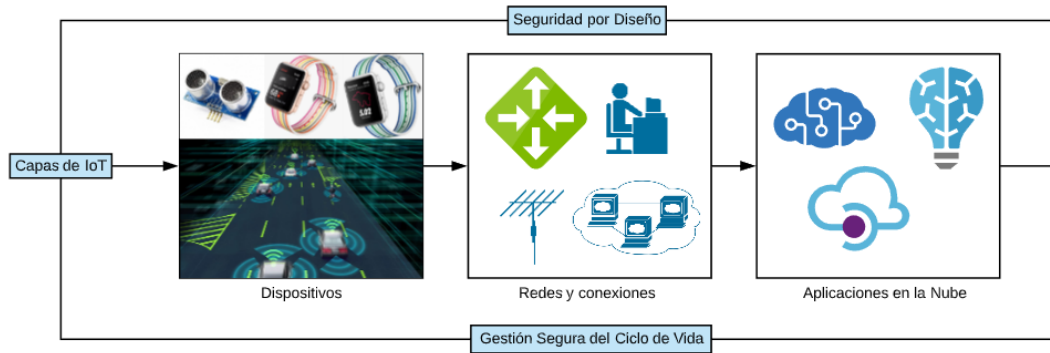 Seguridad por Diseño
Capas de IoT
Dispositivos
Redes y conexiones
Aplicaciones en la Nube
Gestión Segura del Ciclo de Vida